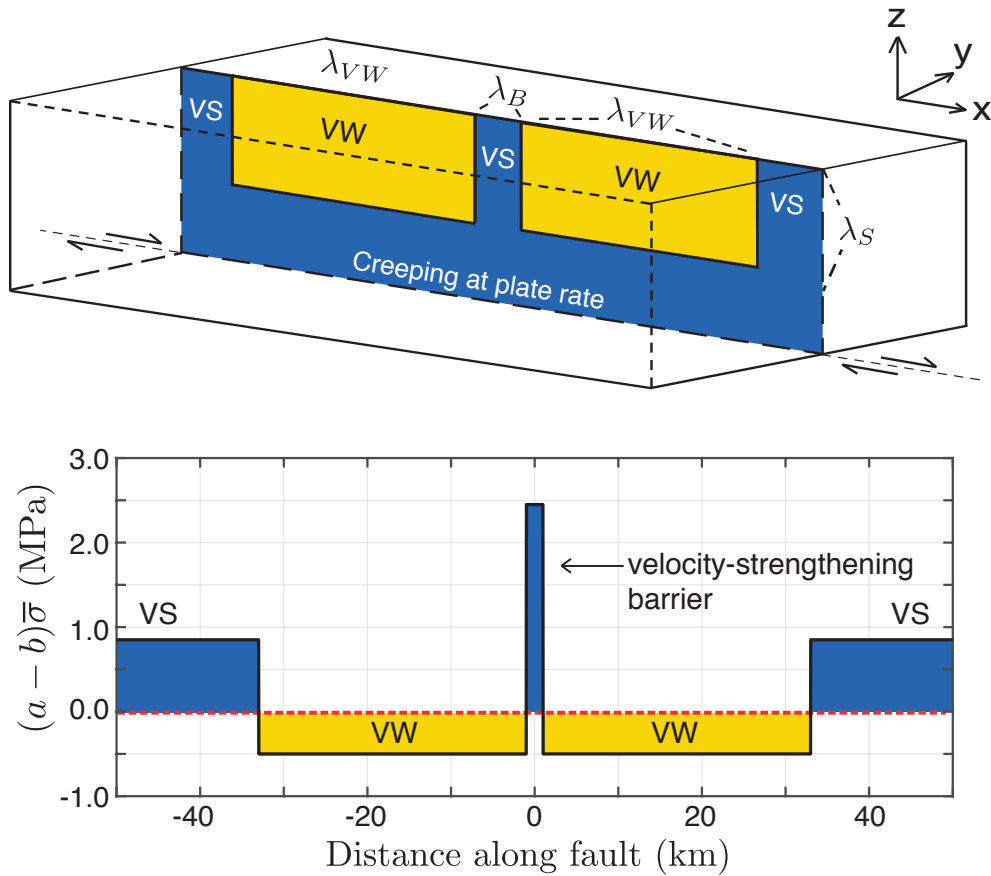 z
y
x
λ_VW
λ_B
λ_VW
VS
VW
VS
VW
VS
λ_S
Creeping at plate rate
3.0
2.0
1.0
0.0
-1.0
(a − b)σ̅ (MPa)
velocity-strengthening
barrier
VS
VS
VW
VW
-40
-20
0
20
40
Distance along fault (km)